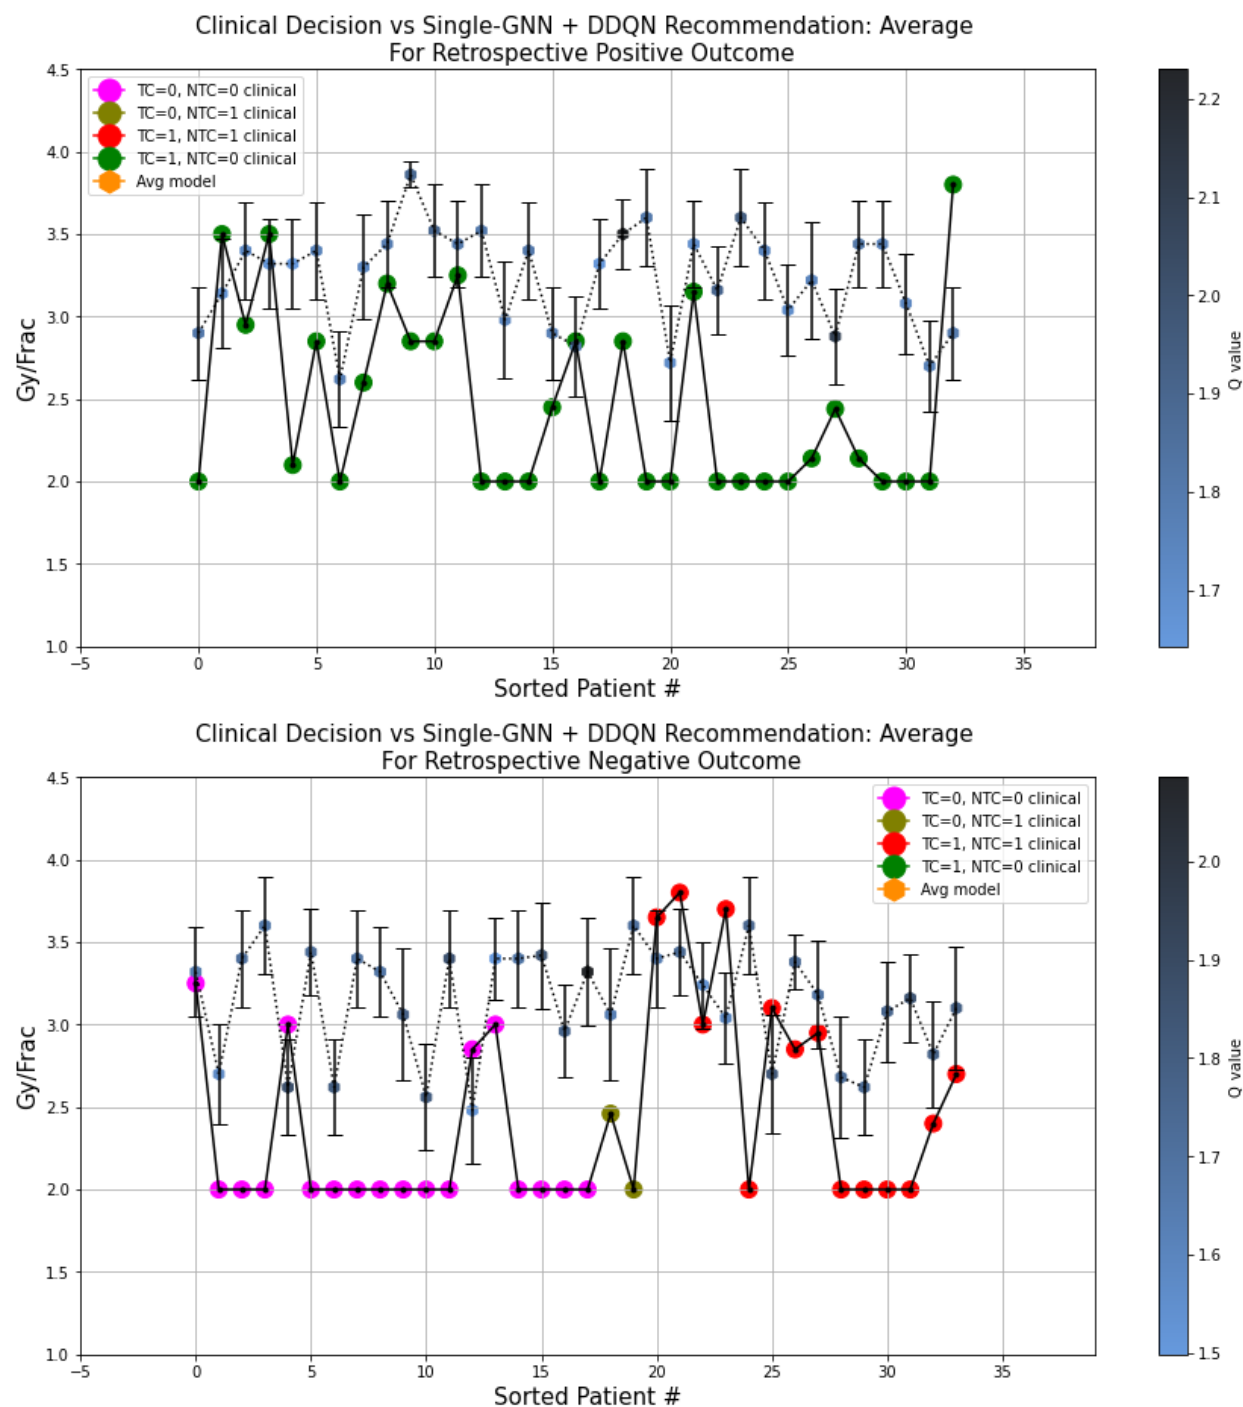 Clinical Decision vs Single-GNN + DDQN Recommendation: Average
For Retrospective Positive Outcome
4.5
4.0
3.5
3.0
2.5
2.0
1.5
1.0
Gy/Frac
TC=0, NTC=0 clinical
TC=0, NTC=1 clinical
TC=1, NTC=1 clinical
TC=1, NTC=0 clinical
Avg model
−5 0 5 10 15 20 25 30 35
Sorted Patient #
2.2
2.1
2.0
1.9
1.8
1.7
Q value
Clinical Decision vs Single-GNN + DDQN Recommendation: Average
For Retrospective Negative Outcome
4.5
4.0
3.5
3.0
2.5
2.0
1.5
1.0
Gy/Frac
TC=0, NTC=0 clinical
TC=0, NTC=1 clinical
TC=1, NTC=1 clinical
TC=1, NTC=0 clinical
Avg model
−5 0 5 10 15 20 25 30 35
Sorted Patient #
2.0
1.9
1.8
1.7
1.6
1.5
Q value